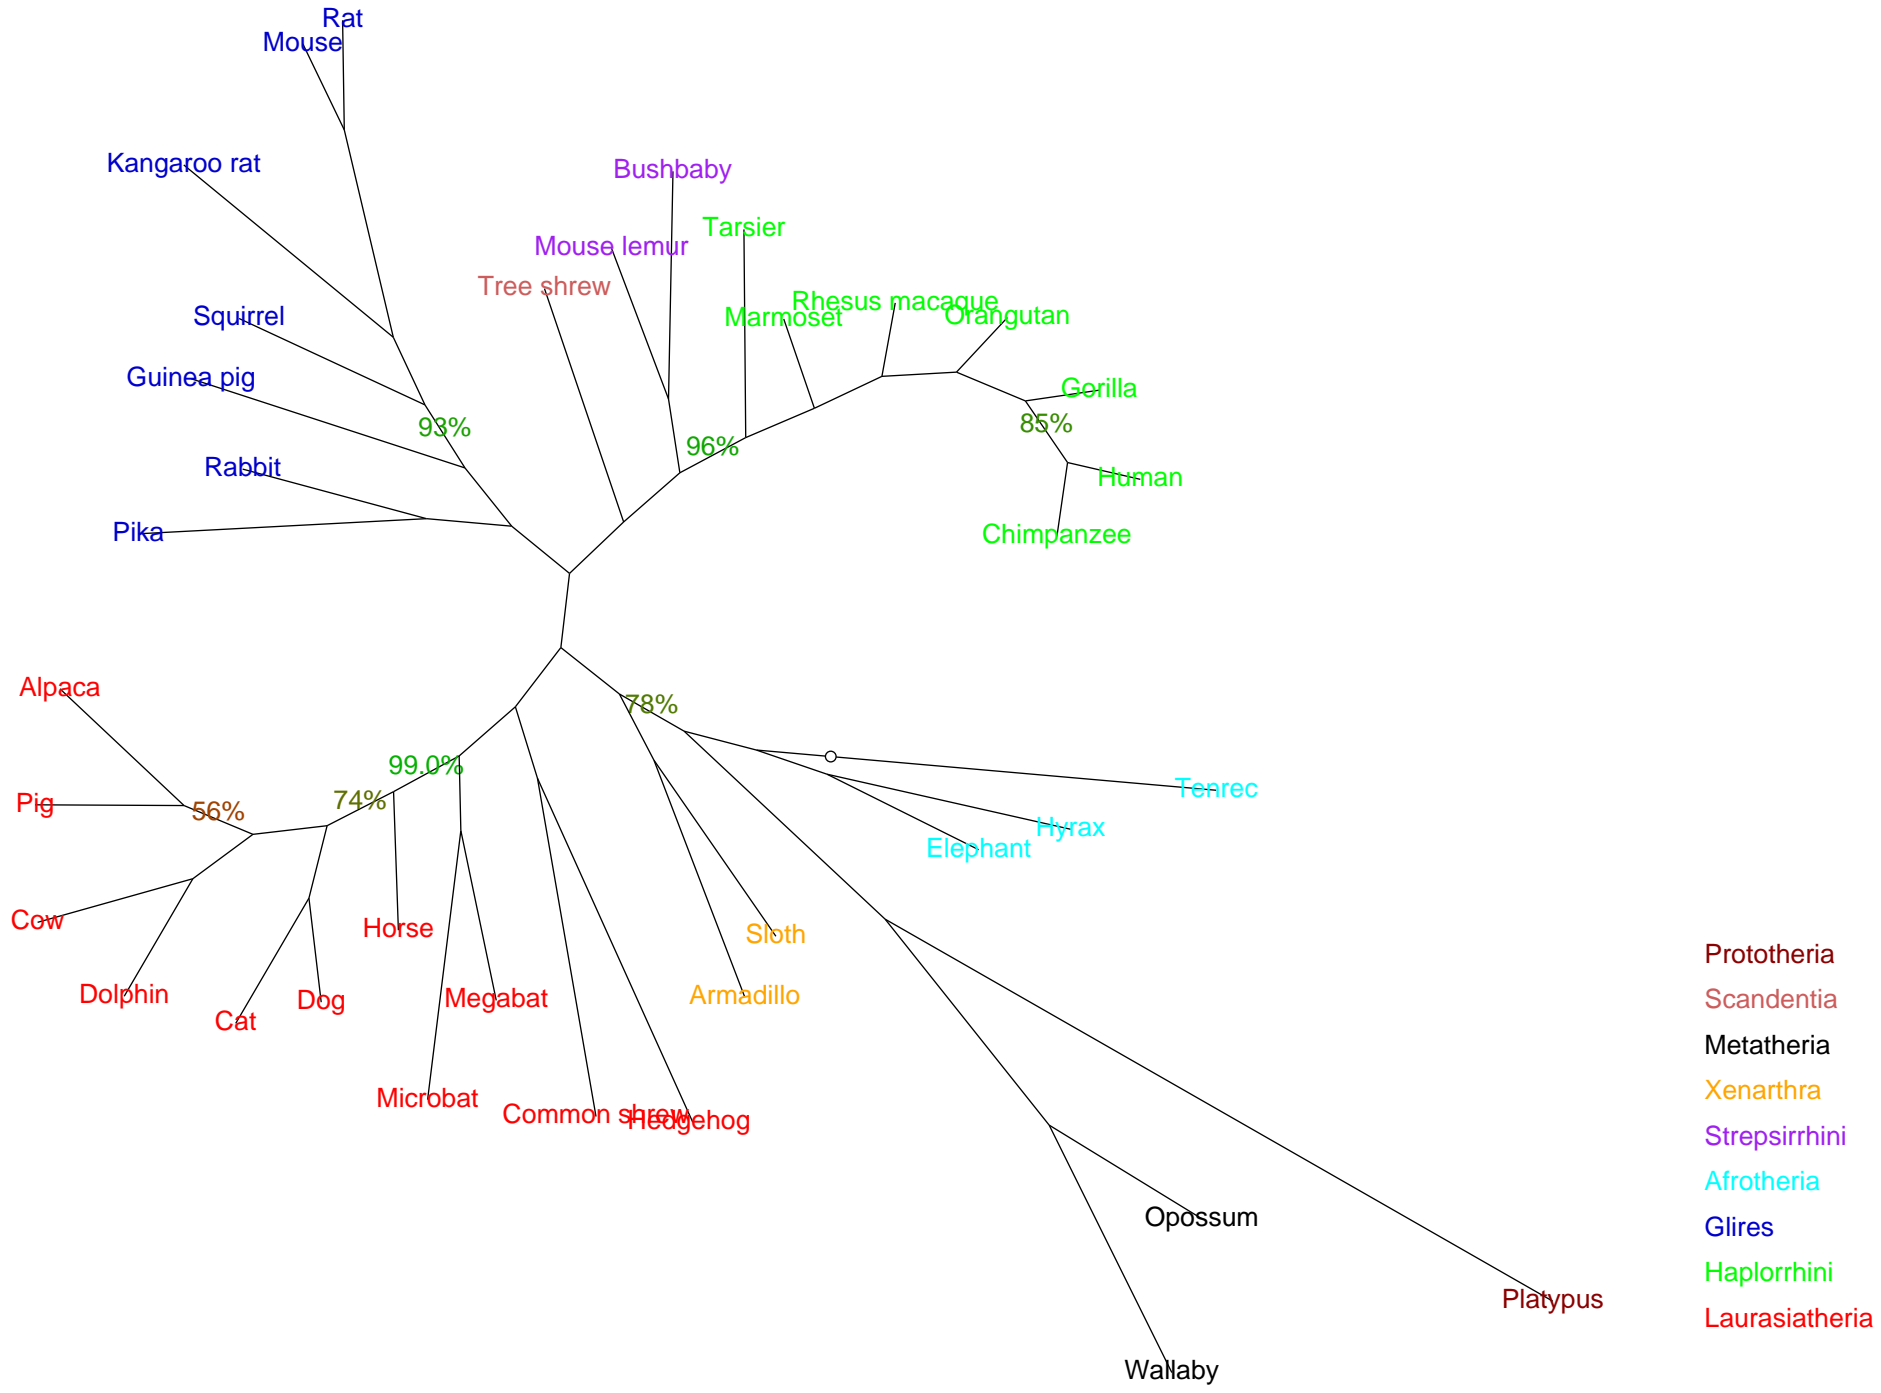 Rat
Mouse
Kangaroo rat
Bushbaby
Tarsier
Mouse lemur
Tree shrew
Rhesus macaque
Squirrel
Marmoset
Orangutan
Guinea pig
Gorilla
93%
85%
96%
Rabbit
Human
Pika
Chimpanzee
Alpaca
78%
99.0%
Tenrec
74%
Pig
56%
Hyrax
Elephant
Cow
Horse
Sloth
Dolphin
Dog
Megabat
Armadillo
Cat
Microbat
Common shrew
Hedgehog
Opossum
Platypus
Wallaby
Prototheria
Scandentia
Metatheria
Xenarthra
Strepsirrhini
Afrotheria
Glires
Haplorrhini
Laurasiatheria